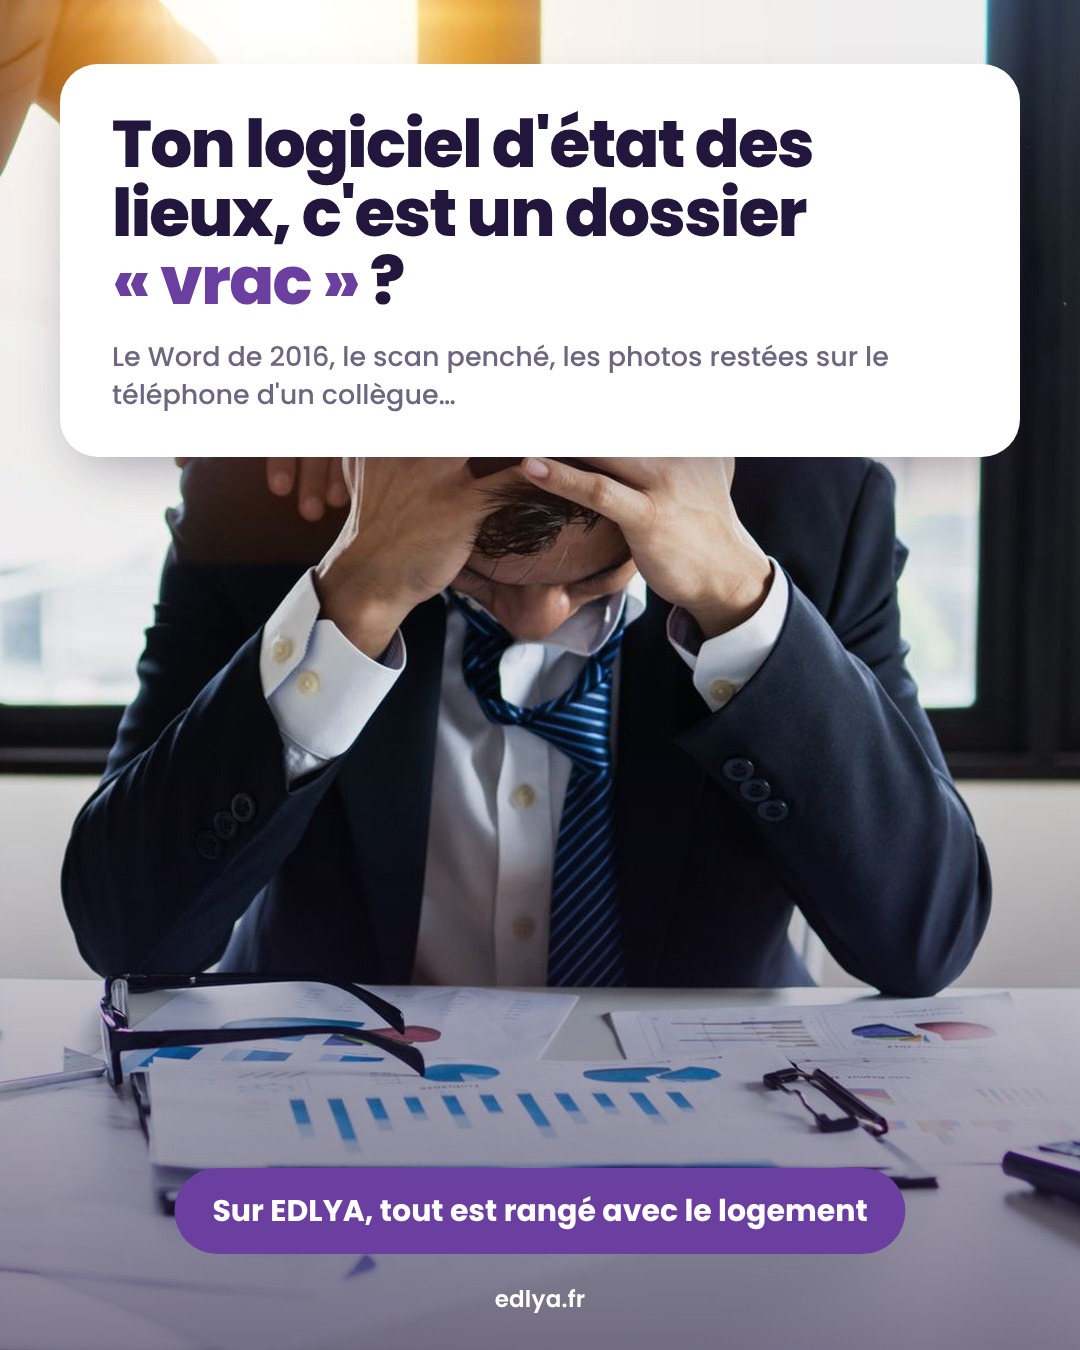 Ton logiciel d'état des
lieux, c'est un dossier
« vrac » ?
Le Word de 2016, le scan penché, les photos restées sur le
téléphone d'un collègue...
Sur EDLYA, tout est rangé avec le logement
edlya.fr